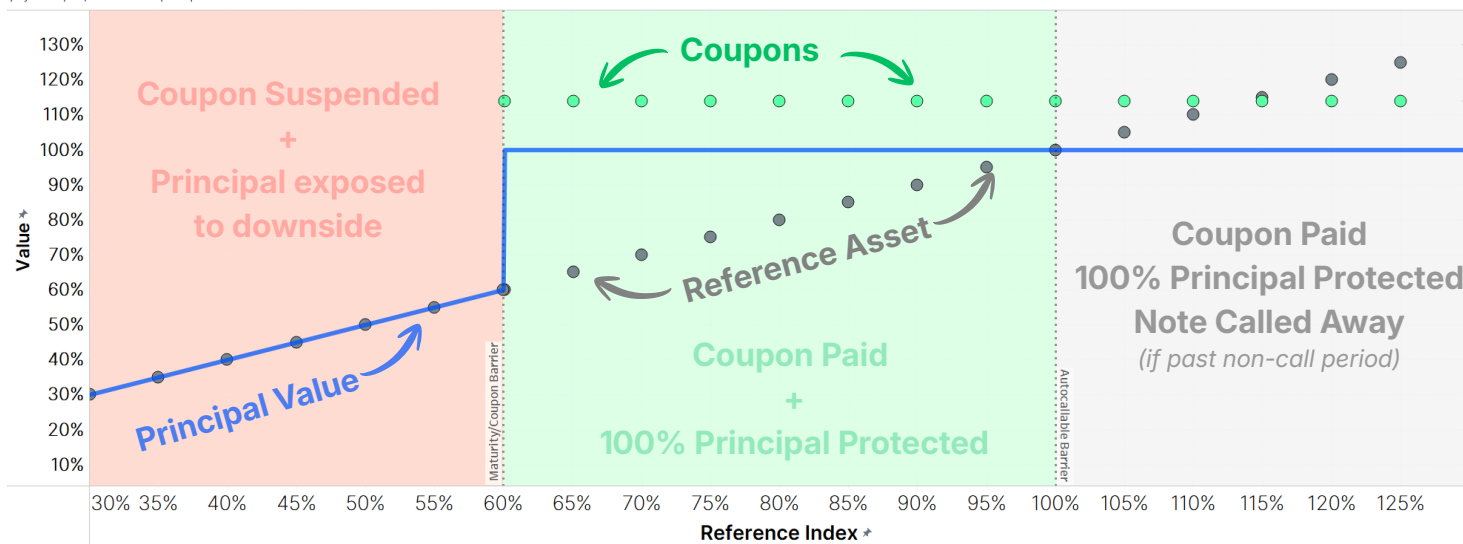 130%
120%
110%
100%
90%
80%
70%
60%
50%
40%
30%
20%
10%
Value
Coupon Suspended
+
Principal exposed
to downside
Principal Value
Maturity/Coupon Barrier
Coupons
Reference Asset
Coupon Paid
+
100% Principal Protected
Autocallable Barrier
Coupon Paid
100% Principal Protected
Note Called Away
(if past non-call period)
30% 35% 40% 45% 50% 55% 60% 65% 70% 75% 80% 85% 90% 95% 100% 105% 110% 115% 120% 125%
Reference Index